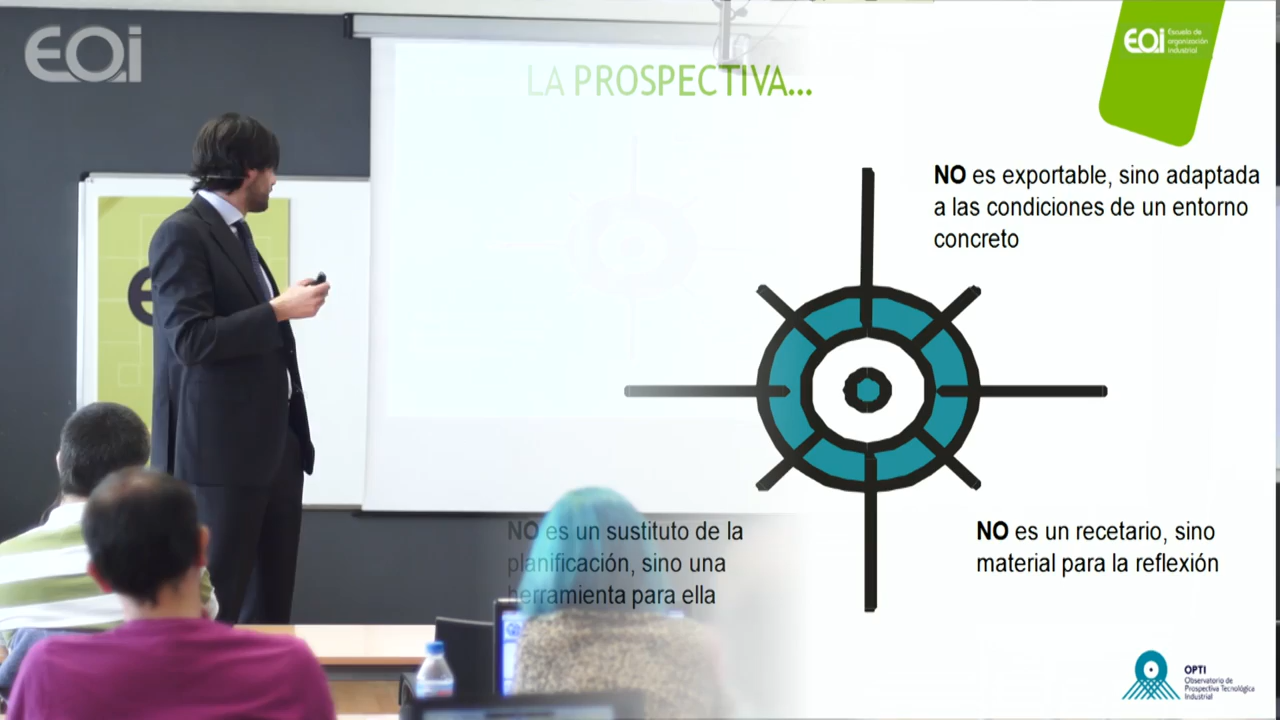 EOi
LA PROSPECTIVA...
EOi Escuela de
organización
industrial
NO es exportable, sino adaptada
a las condiciones de un entorno
concreto
NO es un sustituto de la
planificación, sino una
herramienta para ella
NO es un recetario, sino
material para la reflexión
OPTI
Observatorio de
Prospectiva Tecnológica
Industrial